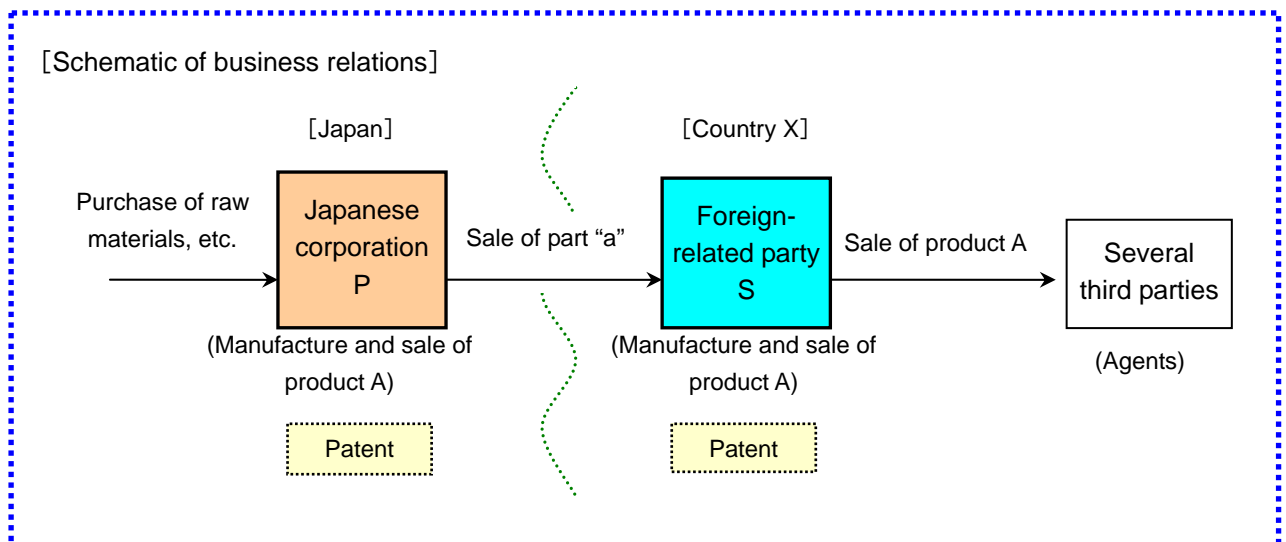 ［Schematic of business relations］
［Japan］
［Country X］
Purchase of raw
materials, etc.
Japanese
corporation
P
Sale of part “a”
Foreign-
related party
S
Sale of product A
Several
third parties
(Manufacture and sale of
product A)
(Manufacture and sale of
product A)
(Agents)
Patent
Patent